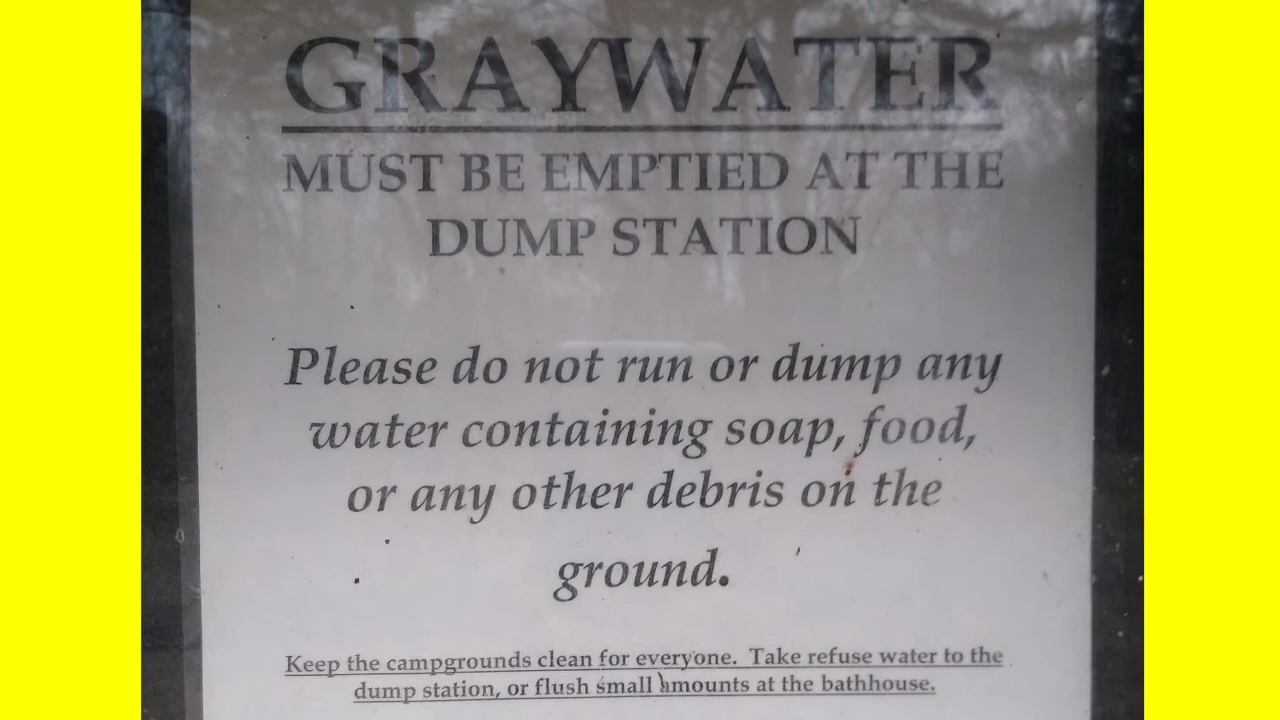 GRAYWATER
MUST BE EMPTIED AT THE
DUMP STATION
Please do not run or dump any
water containing soap, food,
or any other debris on the
ground.
Keep the campgrounds clean for everyone. Take refuse water to the
dump station, or flush small amounts at the bathhouse.